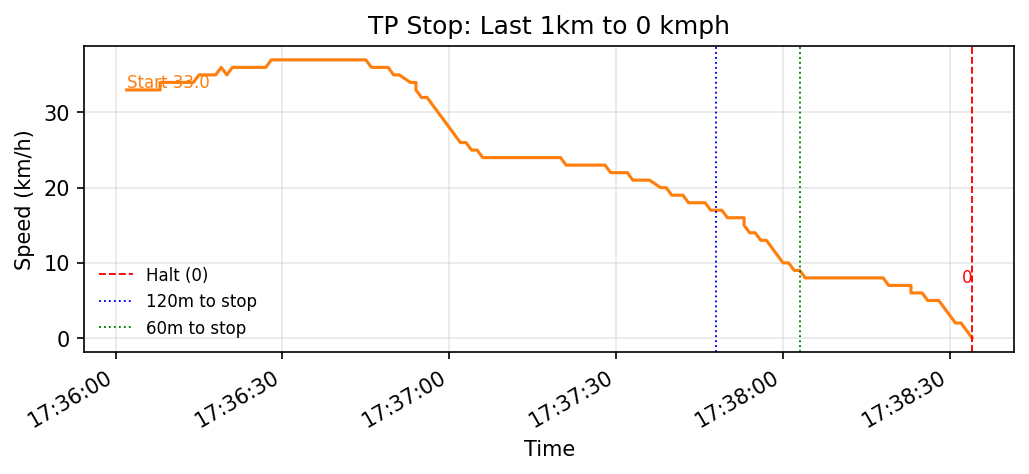 TP Stop: Last 1km to 0 kmph
Speed (km/h)
30
20
10
0
Start 33.0
0
Halt (0)
120m to stop
60m to stop
17:36:00
17:36:30
17:37:00
17:37:30
17:38:00
17:38:30
Time